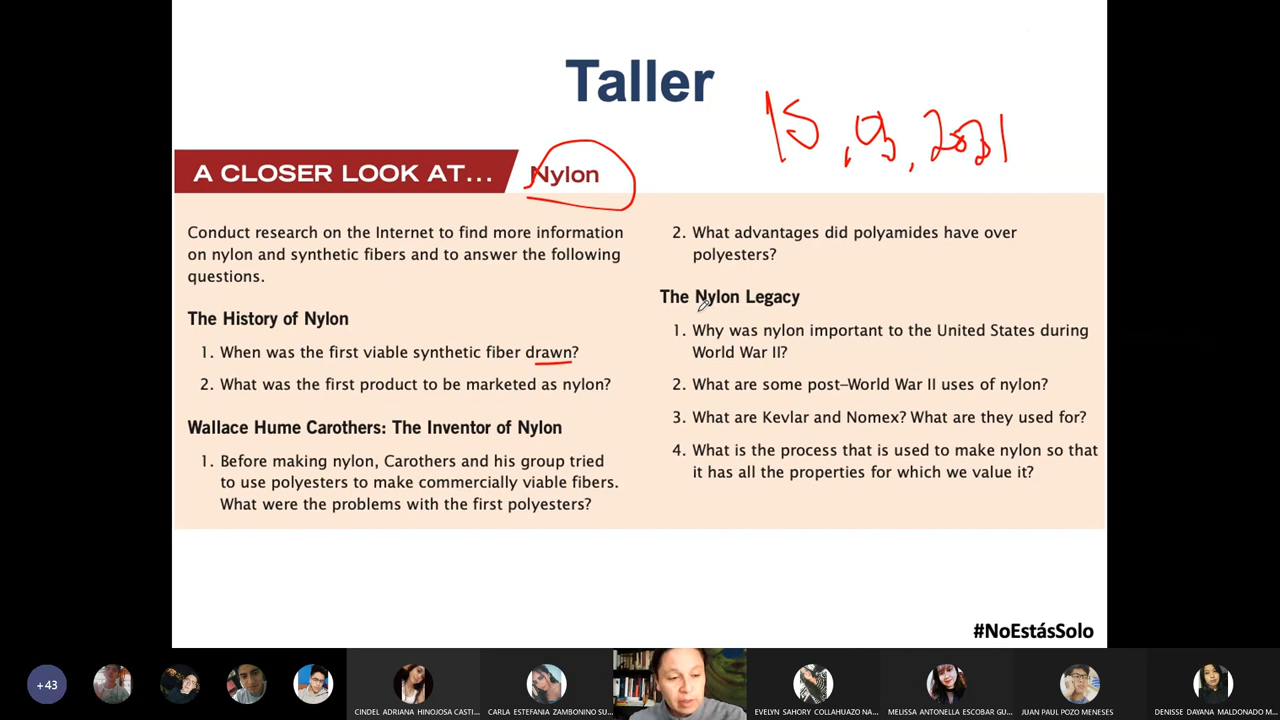 Taller
15,03,2021
A CLOSER LOOK AT... Nylon
Conduct research on the Internet to find more information
on nylon and synthetic fibers and to answer the following
questions.
The History of Nylon
1. When was the first viable synthetic fiber drawn?
2. What was the first product to be marketed as nylon?
Wallace Hume Carothers: The Inventor of Nylon
1. Before making nylon, Carothers and his group tried
to use polyesters to make commercially viable fibers.
What were the problems with the first polyesters?
2. What advantages did polyamides have over
polyesters?
The Nylon Legacy
1. Why was nylon important to the United States during
World War II?
2. What are some post–World War II uses of nylon?
3. What are Kevlar and Nomex? What are they used for?
4. What is the process that is used to make nylon so that
it has all the properties for which we value it?
#NoEstásSolo
+43
CINDEL ADRIANA HINOJOSA CASTI...
CARLA ESTEFANIA ZAMBONINO SU...
EVELYN SAHORY COLLAHUAZO NA...
MELISSA ANTONELLA ESCOBAR GU...
JUAN PAUL POZO MENESES
DENISSE DAYANA MALDONADO M...